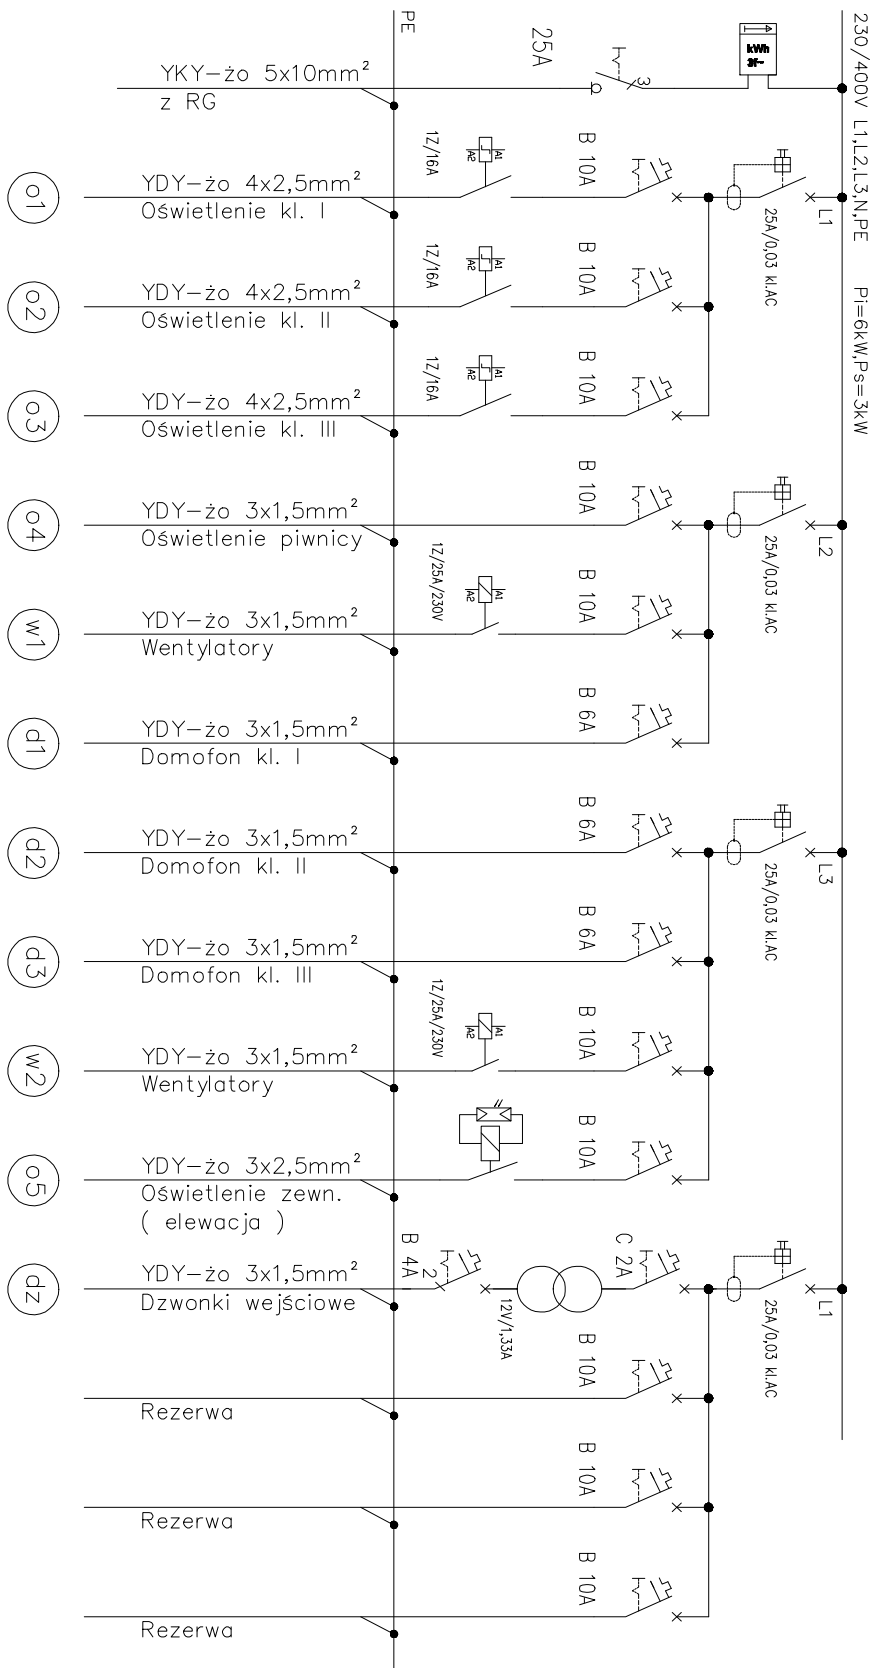 230/400V L1,L2,L3,N,PE Pi=6kW,Ps=3kW
PE
kWh
3f~
25A
3
YKY-żo 5x10mm²
z RG
L1
25A/0,03 kl.AC
B 10A
1Z/16A
A1
A2
YDY-żo 4x2,5mm²
Oświetlenie kl. I
o1
B 10A
1Z/16A
A1
A2
YDY-żo 4x2,5mm²
Oświetlenie kl. II
o2
B 10A
1Z/16A
A1
A2
YDY-żo 4x2,5mm²
Oświetlenie kl. III
o3
L2
25A/0,03 kl.AC
B 10A
YDY-żo 3x1,5mm²
Oświetlenie piwnicy
o4
B 10A
1Z/25A/230V
A1
A2
YDY-żo 3x1,5mm²
Wentylatory
w1
B 6A
YDY-żo 3x1,5mm²
Domofon kl. I
d1
L3
25A/0,03 kl.AC
B 6A
YDY-żo 3x1,5mm²
Domofon kl. II
d2
B 6A
YDY-żo 3x1,5mm²
Domofon kl. III
d3
B 10A
1Z/25A/230V
A1
A2
YDY-żo 3x1,5mm²
Wentylatory
w2
B 10A
YDY-żo 3x2,5mm²
Oświetlenie zewn.
( elewacja )
o5
L1
25A/0,03 kl.AC
C 2A
12V/1,33A
B 4A
2
YDY-żo 3x1,5mm²
Dzwonki wejściowe
dz
B 10A
Rezerwa
B 10A
Rezerwa
B 10A
Rezerwa